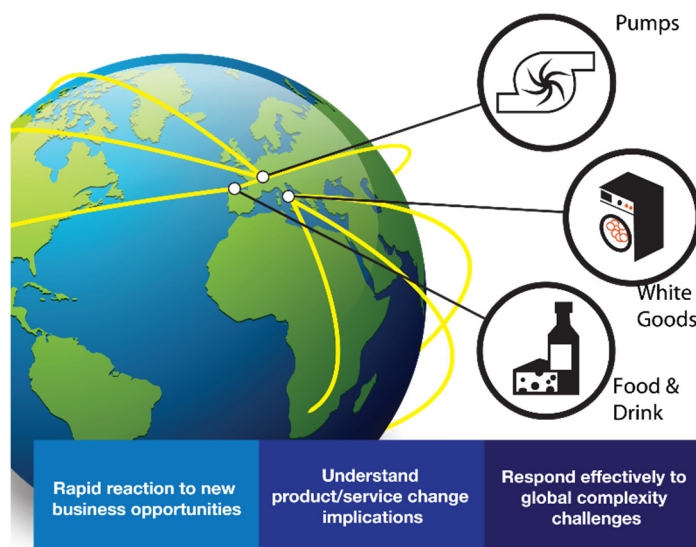 Pumps
White
Goods
Food &
Drink
Rapid reaction to new
business opportunities
Understand
product/service change
implications
Respond effectively to
global complexity
challenges